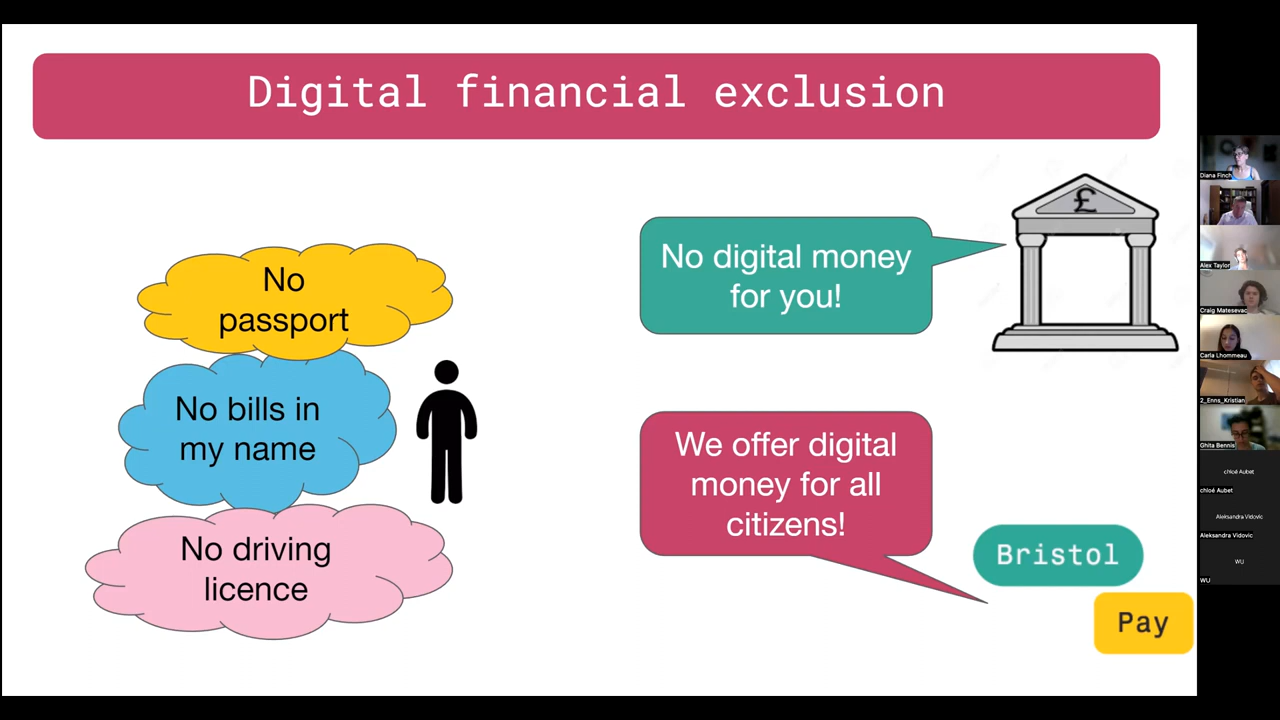 Digital financial exclusion
No
passport
No bills in
my name
No driving
licence
No digital money
for you!
£
We offer digital
money for all
citizens!
Bristol
Pay
Diana Finch
Alex Taylor
Craig Matesevac
Carla Lhommeau
2_Enns_Kristian
Ghita Bennis
chloé Aubet
chloé Aubet
Aleksandra Vidovic
Aleksandra Vidovic
WU
WU